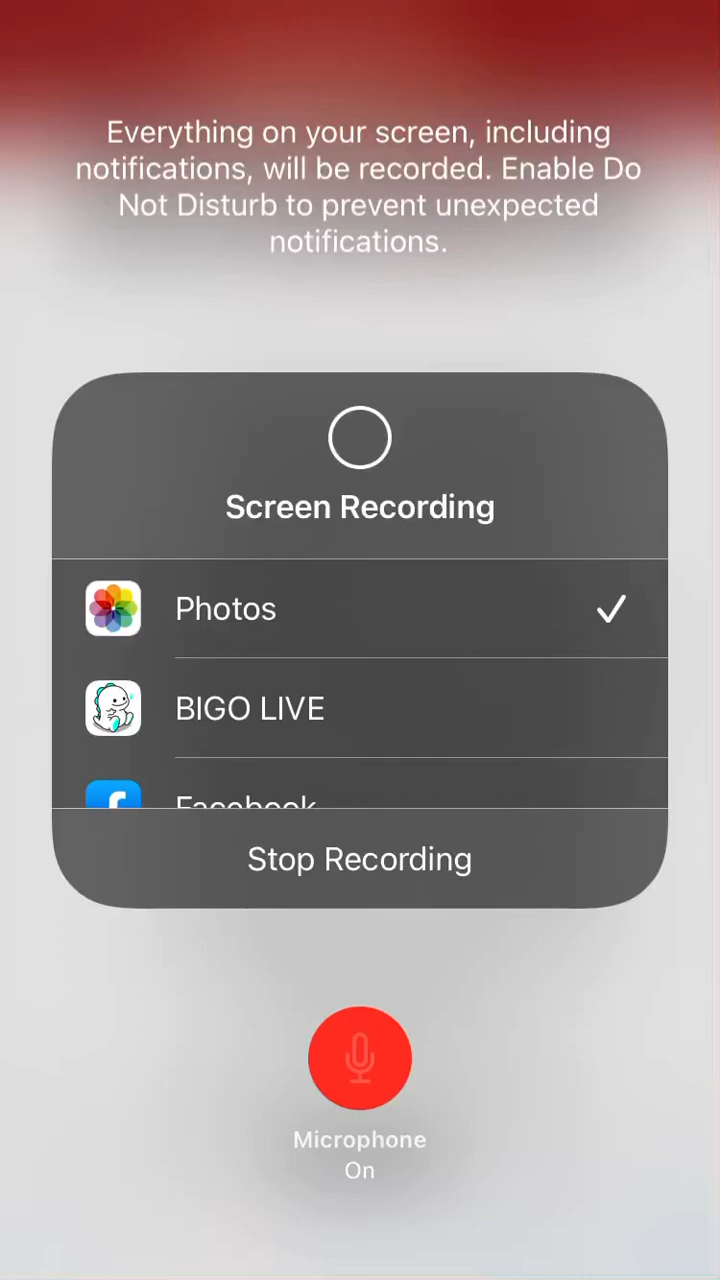 Everything on your screen, including
notifications, will be recorded. Enable Do
Not Disturb to prevent unexpected
notifications.
Screen Recording
Photos
BIGO LIVE
Facebook
Stop Recording
Microphone
On